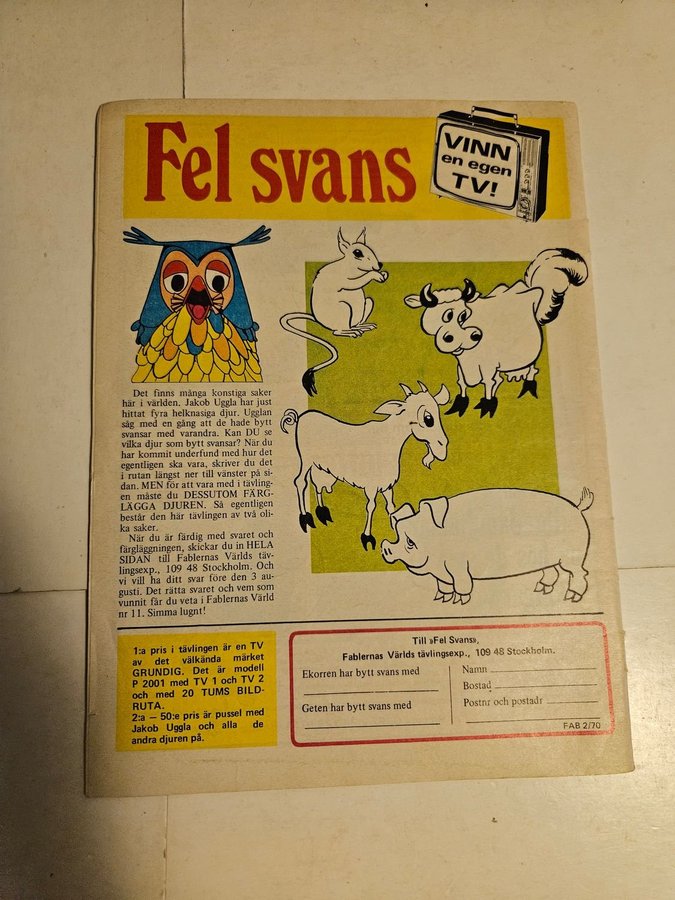 Fel svans
VINN
en egen
TV!
Det finns många konstiga saker
här i världen. Jakob Uggla har just
hittat fyra helknasiga djur. Ugglan
såg med en gång att de hade bytt
svansar med varandra. Kan DU se
vilka djur som bytt svansar? När du
har kommit underfund med hur det
egentligen ska vara, skriver du det
i rutan längst ner till vänster på si-
dan. MEN för att vara med i tävling-
en måste du DESSUTOM FÄRG-
LÄGGA DJUREN. Så egentligen
består den här tävlingen av två oli-
ka saker.
När du är färdig med svaret och
färgläggningen, skickar du in HELA
SIDAN till Fablernas Världs täv-
lingsexp., 109 48 Stockholm. Och
vi vill ha ditt svar före den 3 au-
gusti. Det rätta svaret och vem som
vunnit får du veta i Fablernas Värld
nr 11. Simma lugnt!
1:a pris i tävlingen är en TV
av det välkända märket
GRUNDIG. Det är modell
P 2001 med TV 1 och TV 2
och med 20 TUMS BILD-
RUTA.
2:a — 50:e pris är pussel med
Jakob Uggla och alla de
andra djuren på.
Till »Fel Svans»,
Fablernas Världs tävlingsexp., 109 48 Stockholm.
Ekorren har bytt svans med
Geten har bytt svans med
Namn
Bostad
Postnr och postadr
FAB 2/70